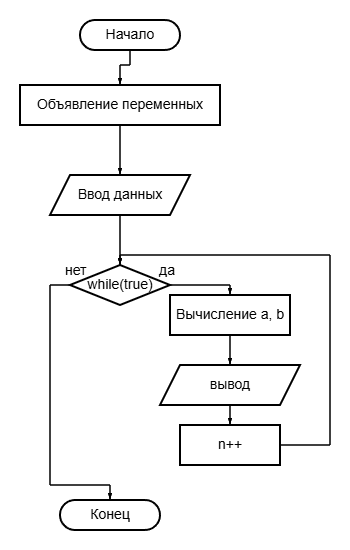 Начало
Объявление переменных
Ввод данных
нет
да
while(true)
Вычисление a, b
вывод
n++
Конец